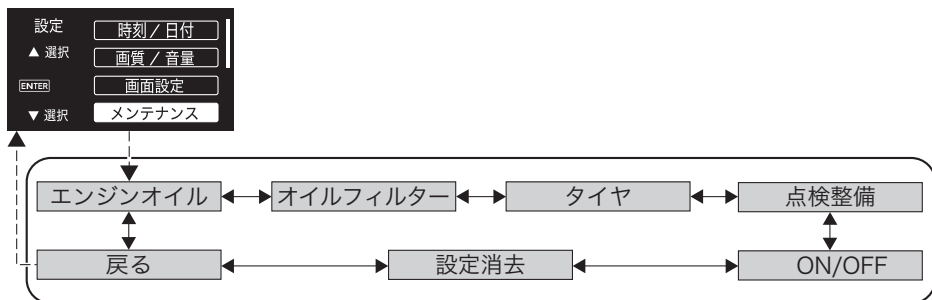 設定
時刻 / 日付
▲ 選択
画質 / 音量
ENTER
画面設定
▼ 選択
メンテナンス
エンジンオイル
オイルフィルター
タイヤ
点検整備
戻る
設定消去
ON/OFF